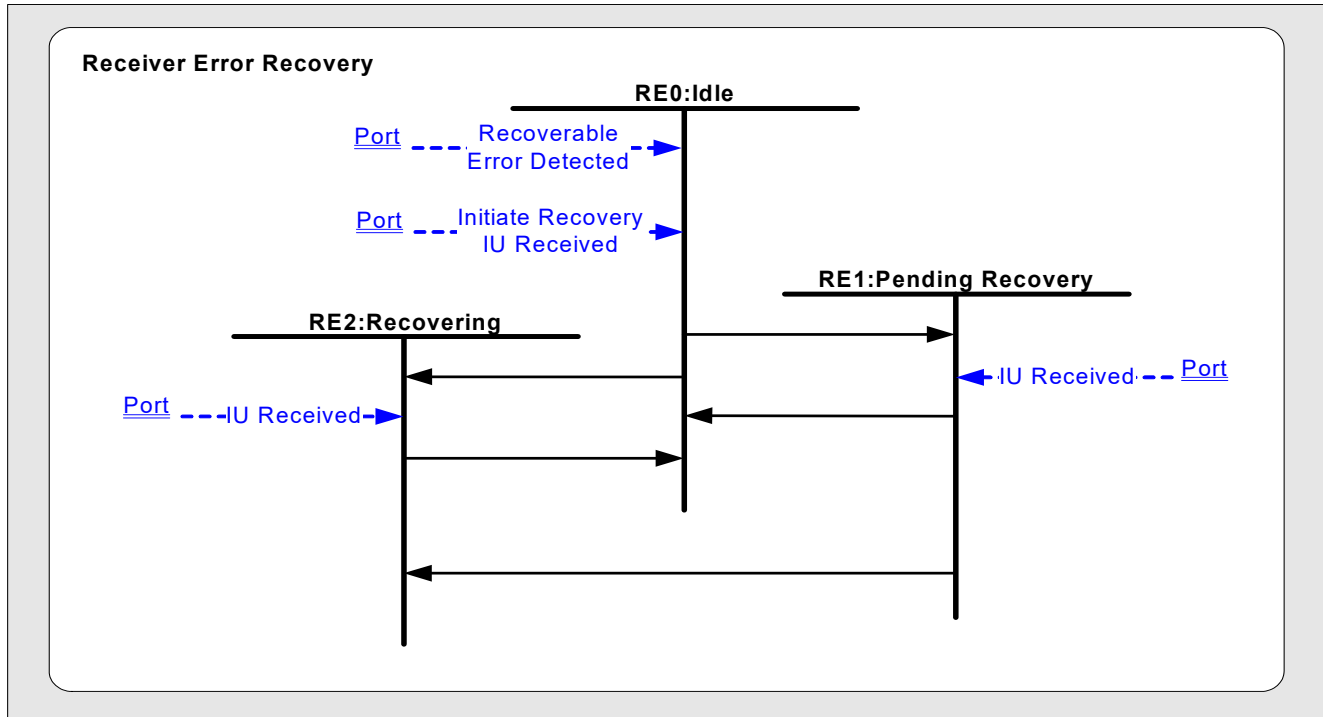 Receiver Error Recovery
RE0:Idle
Port
Recoverable
Error Detected
Port
Initiate Recovery
IU Received
RE1:Pending Recovery
RE2:Recovering
IU Received
Port
Port
IU Received